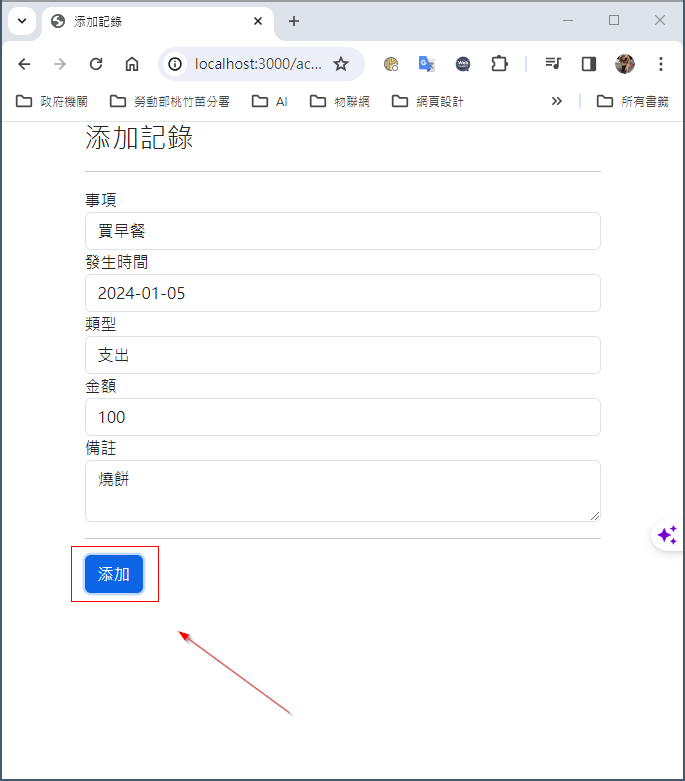 添加記錄
localhost:3000/ac...
政府機關
勞動部桃竹苗分署
AI
物聯網
網頁設計
所有書籤
添加記錄
事項
買早餐
發生時間
2024-01-05
類型
支出
金額
100
備註
燒餅
添加